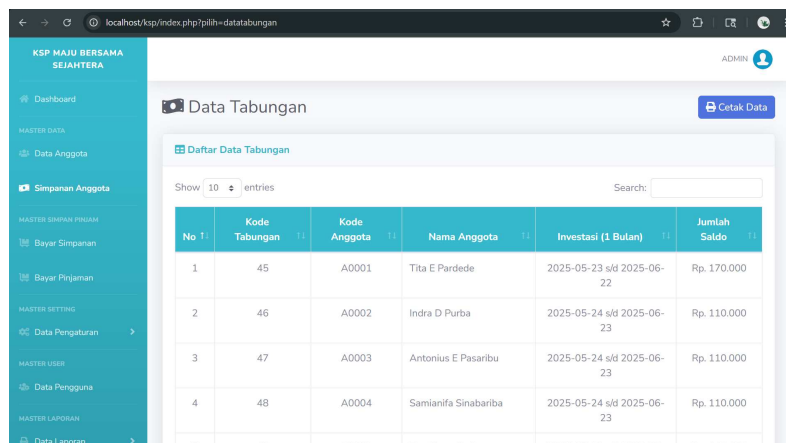 localhost/ksp/index.php?pilih=datatabungan
KSP MAJU BERSAMA
SEJAHTERA
ADMIN
Dashboard
Data Tabungan
Cetak Data
MASTER DATA
Data Anggota
Daftar Data Tabungan
Simpanan Anggota
Show 10 entries
Search:
MASTER SIMPAN PINJAM
Bayar Simpanan
Bayar Pinjaman
No
Kode
Tabungan
Kode
Anggota
Nama Anggota
Investasi (1 Bulan)
Jumlah
Saldo
1 45 A0001 Tita E Pardede 2025-05-23 s/d 2025-06- Rp. 170.000
22
MASTER SETTING
Data Pengaturan
2 46 A0002 Indra D Purba 2025-05-24 s/d 2025-06- Rp. 110.000
23
MASTER USER
Data Pengguna
3 47 A0003 Antonius E Pasaribu 2025-05-24 s/d 2025-06- Rp. 110.000
23
4 48 A0004 Samianifa Sinabariba 2025-05-24 s/d 2025-06- Rp. 110.000
23
MASTER LAPORAN
Data Laporan